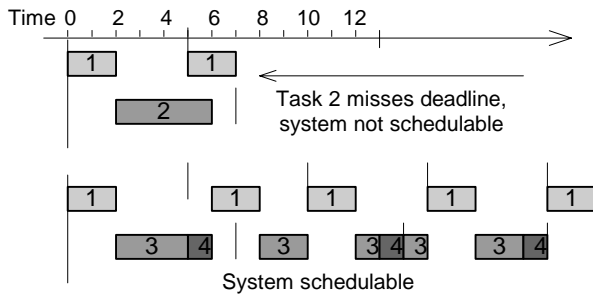 Time 0 2 4 6 8 10 12
1 1
2
Task 2 misses deadline,
system not schedulable
1 1 1 1 1
3 4 3 3 4 3 3 4
System schedulable